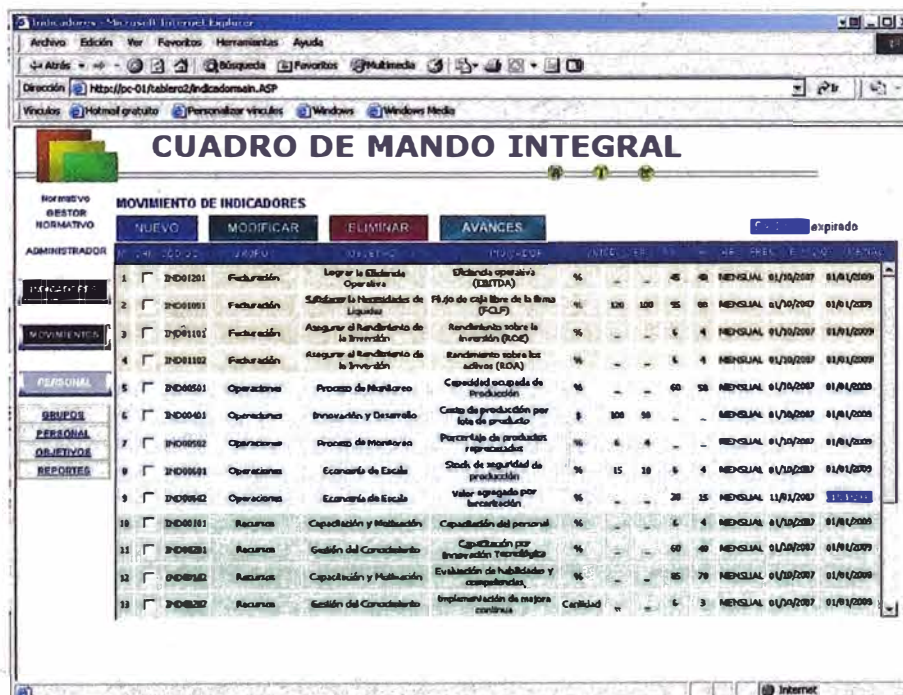 Indicadores - Microsoft Internet Explorer
Archivo Edición Ver Favoritos Herramientas Ayuda
Atrás Búsqueda Favoritos Multimedia
Dirección http://pc-01/tablero2/indicadormain.ASP Ir
Vínculos Hotmail gratuito Personalizar vínculos Windows Windows Media
CUADRO DE MANDO INTEGRAL
Normativo
GESTOR
NORMATIVO
ADMINISTRADOR
INDICADORES
MOVIMIENTOS
PERSONAL
GRUPOS
PERSONAL
OBJETIVOS
REPORTES
MOVIMIENTO DE INDICADORES
NUEVO MODIFICAR ELIMINAR AVANCES
expirado
1 IND01201 Facturación Lograr la Eficiencia Operativa Eficiencia operativa (EBITDA) % _ _ 45 40 MENSUAL 01/10/2007 01/01/2009
2 IND01001 Facturación Satisfacer la Necesidades de Liquidez Flujo de caja libre de la firma (FCLF) % 120 100 MENSUAL 01/10/2007 01/01/2009
3 IND01101 Facturación Asegurar el Rendimiento de la Inversión Rendimiento sobre la inversión (ROE) % _ _ 6 4 MENSUAL 01/10/2007 01/01/2009
4 IND01102 Facturación Asegurar el Rendimiento de la Inversión Rendimiento sobre los activos (ROA) % _ _ 6 4 MENSUAL 01/10/2007 01/01/2009
5 IND00501 Operaciones Proceso de Monitoreo Capacidad ocupada de Producción % _ _ 60 50 MENSUAL 01/10/2007 01/01/2009
6 IND00401 Operaciones Innovación y Desarrollo Costo de producción por lote de producto $ 100 90 _ _ MENSUAL 01/10/2007 01/01/2009
7 IND00502 Operaciones Proceso de Monitoreo Porcentaje de productos reprocesados % 6 4 _ _ MENSUAL 01/10/2007 01/01/2009
8 IND00601 Operaciones Economía de Escala Stock de seguridad de producción % 15 10 6 4 MENSUAL 01/10/2007 01/01/2009
9 IND00602 Operaciones Economía de Escala Valor agregado por tercerización % _ _ 20 15 MENSUAL 11/01/2007
10 IND00101 Recursos Capacitación y Motivación Capacitación del personal % _ _ 6 4 MENSUAL 01/10/2007 01/01/2009
11 IND00201 Recursos Gestión del Conocimiento Capacitación por Innovación Tecnológica % _ _ 60 40 MENSUAL 01/10/2007 01/01/2009
12 IND00102 Recursos Capacitación y Motivación Evaluación de habilidades y competencias % _ _ 85 70 MENSUAL 01/10/2007 01/01/2009
13 IND00202 Recursos Gestión del Conocimiento Implementación de mejora continua Cantidad _ _ 6 3 MENSUAL 01/10/2007 01/01/2009
Internet